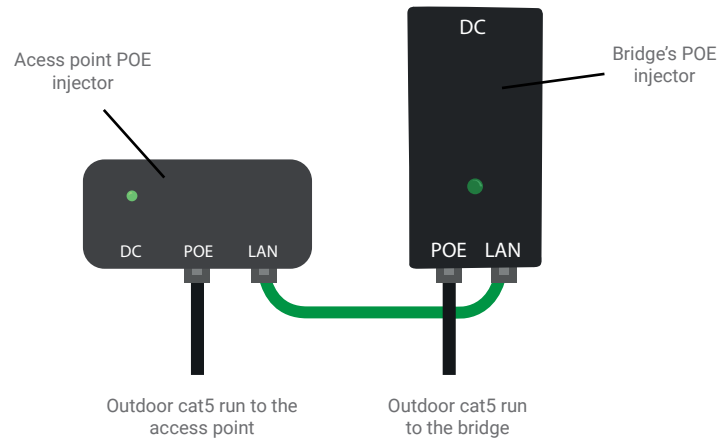 DC
Acess point POE
injector
Bridge's POE
injector
DC POE LAN
POE LAN
Outdoor cat5 run to the
access point
Outdoor cat5 run
to the bridge